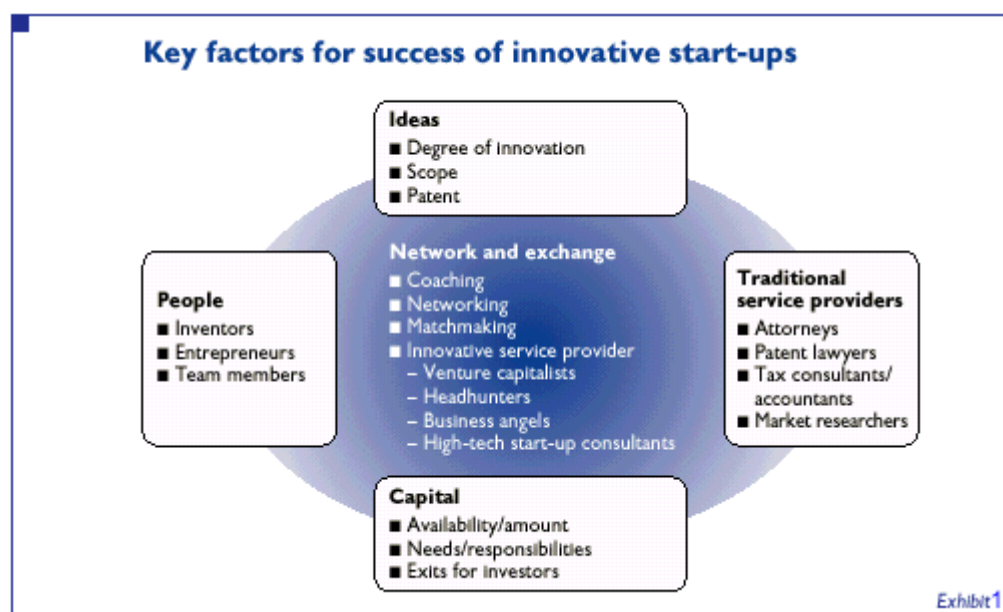 Key factors for success of innovative start-ups
Ideas
■ Degree of innovation
■ Scope
■ Patent
Network and exchange
■ Coaching
■ Networking
■ Matchmaking
■ Innovative service provider
– Venture capitalists
– Headhunters
– Business angels
– High-tech start-up consultants
People
■ Inventors
■ Entrepreneurs
■ Team members
Traditional
service providers
■ Attorneys
■ Patent lawyers
■ Tax consultants/
accountants
■ Market researchers
Capital
■ Availability/amount
■ Needs/responsibilities
■ Exits for investors
Exhibit 1